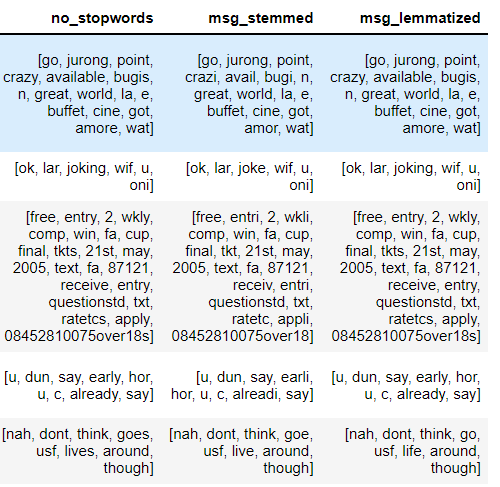 no_stopwords msg_stemmed msg_lemmatized
[go, jurong, point, [go, jurong, point, [go, jurong, point,
crazy, available, bugis, crazi, avail, bugi, n, crazy, available, bugis,
n, great, world, la, e, great, world, la, e, n, great, world, la, e,
buffet, cine, got, buffet, cine, got, buffet, cine, got,
amore, wat] amor, wat] amore, wat]
[ok, lar, joking, wif, u, [ok, lar, joke, wif, u, [ok, lar, joking, wif, u,
oni] oni] oni]
[free, entry, 2, wkly, [free, entri, 2, wkli, [free, entry, 2, wkly,
comp, win, fa, cup, comp, win, fa, cup, comp, win, fa, cup,
final, tkts, 21st, may, final, tkt, 21st, may, final, tkts, 21st, may,
2005, text, fa, 87121, 2005, text, fa, 87121, 2005, text, fa, 87121,
receive, entry, receiv, entri, receive, entry,
questionstd, txt, questionstd, txt, questionstd, txt,
ratetcs, apply, ratetc, appli, ratetcs, apply,
08452810075over18s] 08452810075over18] 08452810075over18s]
[u, dun, say, early, hor, [u, dun, say, earli, [u, dun, say, early, hor,
u, c, already, say] hor, u, c, alreadi, say] u, c, already, say]
[nah, dont, think, goes, [nah, dont, think, goe, [nah, dont, think, go,
usf, lives, around, usf, live, around, usf, life, around,
though] though] though]